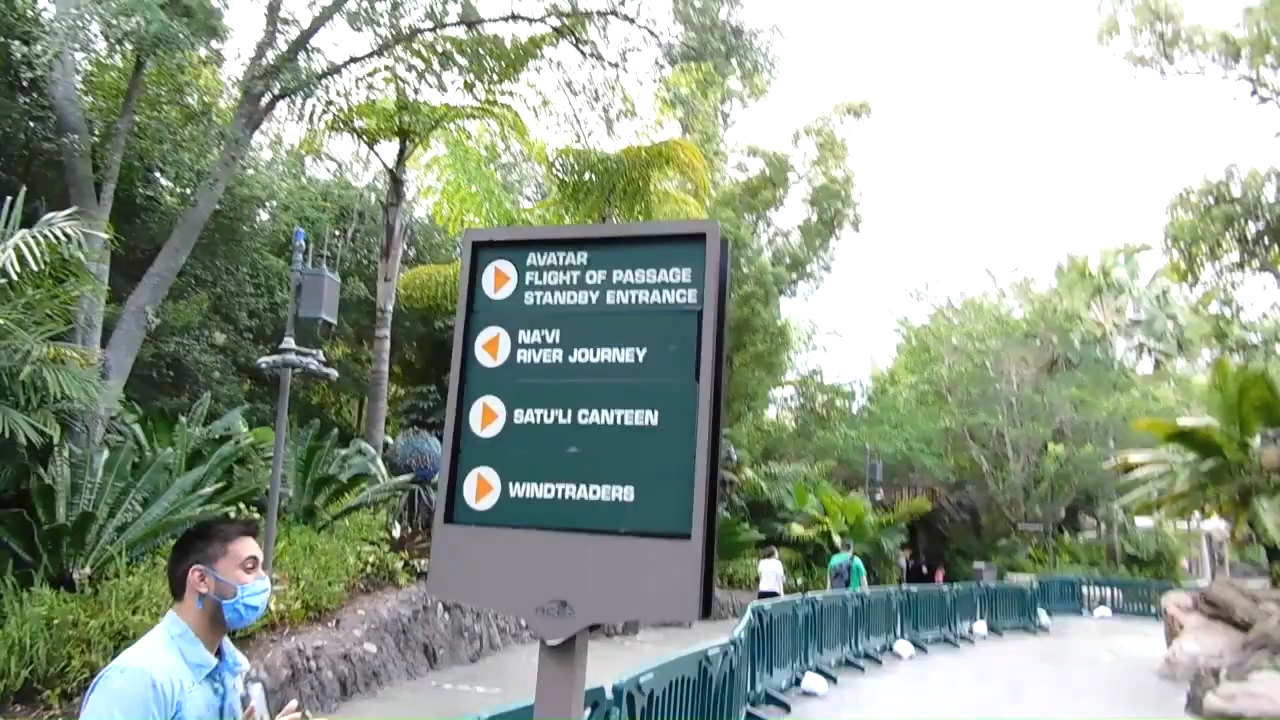 AVATAR
FLIGHT OF PASSAGE
STANDBY ENTRANCE
NA'VI
RIVER JOURNEY
SATU'LI CANTEEN
WINDTRADERS